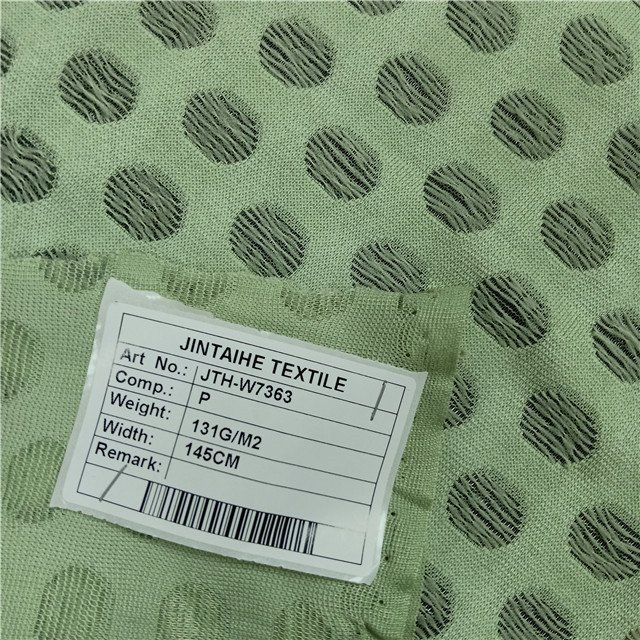 JINTAIHE TEXTILE
Art No.: JTH-W7363
Comp.: P
Weight: 131G/M2
Width: 145CM
Remark: